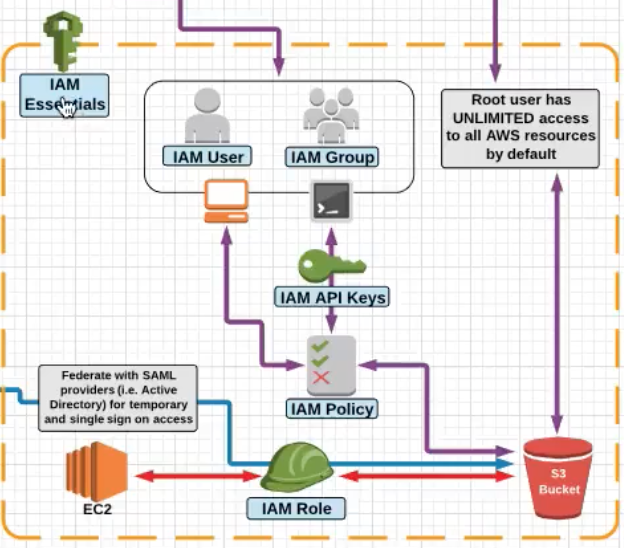 IAM
Essentials
IAM User
IAM Group
Root user has
UNLIMITED access
to all AWS resources
by default
IAM API Keys
Federate with SAML
providers (i.e. Active
Directory) for temporary
and single sign on access
IAM Policy
EC2
IAM Role
S3
Bucket